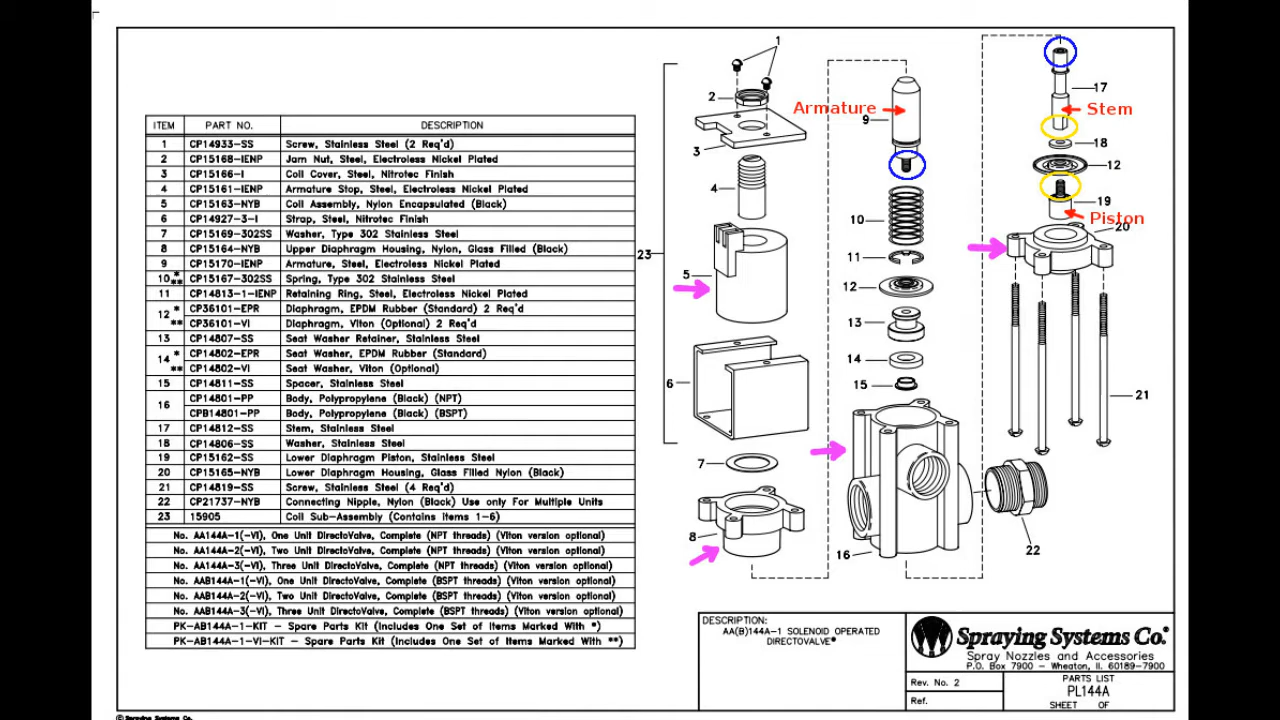 ITEM PART NO. DESCRIPTION
1 CP14933-SS Screw, Stainless Steel (2 Req'd)
2 CP15168-IENP Jam Nut, Steel, Electroless Nickel Plated
3 CP15166-I Coil Cover, Steel, Nitrotec Finish
4 CP15161-IENP Armature Stop, Steel, Electroless Nickel Plated
5 CP15163-NYB Coil Assembly, Nylon Encapsulated (Black)
6 CP14927-3-I Strap, Steel, Nitrotec Finish
7 CP15169-302SS Washer, Type 302 Stainless Steel
8 CP15164-NYB Upper Diaphragm Housing, Nylon, Glass Filled (Black)
9 CP15170-IENP Armature, Steel, Electroless Nickel Plated
10 * ** CP15167-302SS Spring, Type 302 Stainless Steel
11 CP14813-1-IENP Retaining Ring, Steel, Electroless Nickel Plated
12 * CP36101-EPR Diaphragm, EPDM Rubber (Standard) 2 Req'd
** CP36101-VI Diaphragm, Viton (Optional) 2 Req'd
13 CP14807-SS Seat Washer Retainer, Stainless Steel
14 * CP14802-EPR Seat Washer, EPDM Rubber (Standard)
** CP14802-VI Seat Washer, Viton (Optional)
15 CP14811-SS Spacer, Stainless Steel
16 CP14801-PP Body, Polypropylene (Black) (NPT)
CPB14801-PP Body, Polypropylene (Black) (BSPT)
17 CP14812-SS Stem, Stainless Steel
18 CP14806-SS Washer, Stainless Steel
19 CP15162-SS Lower Diaphragm Piston, Stainless Steel
20 CP15165-NYB Lower Diaphragm Housing, Glass Filled Nylon (Black)
21 CP14819-SS Screw, Stainless Steel (4 Req'd)
22 CP21737-NYB Connecting Nipple, Nylon (Black) Use only For Multiple Units
23 15905 Coil Sub-Assembly (Contains Items 1-6)
No. AA144A-1(-VI), One Unit DirectoValve, Complete (NPT threads) (Viton version optional)
No. AA144A-2(-VI), Two Unit DirectoValve, Complete (NPT threads) (Viton version optional)
No. AA144A-3(-VI), Three Unit DirectoValve, Complete (NPT threads) (Viton version optional)
No. AAB144A-1(-VI), One Unit DirectoValve, Complete (BSPT threads) (Viton version optional)
No. AAB144A-2(-VI), Two Unit DirectoValve, Complete (BSPT threads) (Viton version optional)
No. AAB144A-3(-VI), Three Unit DirectoValve, Complete (BSPT threads) (Viton version optional)
PK-AB144A-1-KIT - Spare Parts Kit (Includes One Set of Items Marked With *)
PK-AB144A-1-VI-KIT - Spare Parts Kit (Includes One Set of Items Marked With **)
1
2
3
4
23
5
6
7
8
Armature
9
10
11
12
13
14
15
16
17
Stem
18
12
19
Piston
20
21
22
DESCRIPTION:
AA(B)144A-1 SOLENOID OPERATED
DIRECTOVALVE®
Spraying Systems Co.®
Spray Nozzles and Accessories
P.O. Box 7900 - Wheaton, Il. 60189-7900
Rev. No. 2
Ref.
PARTS LIST
PL144A
SHEET OF
© Spraying Systems Co.